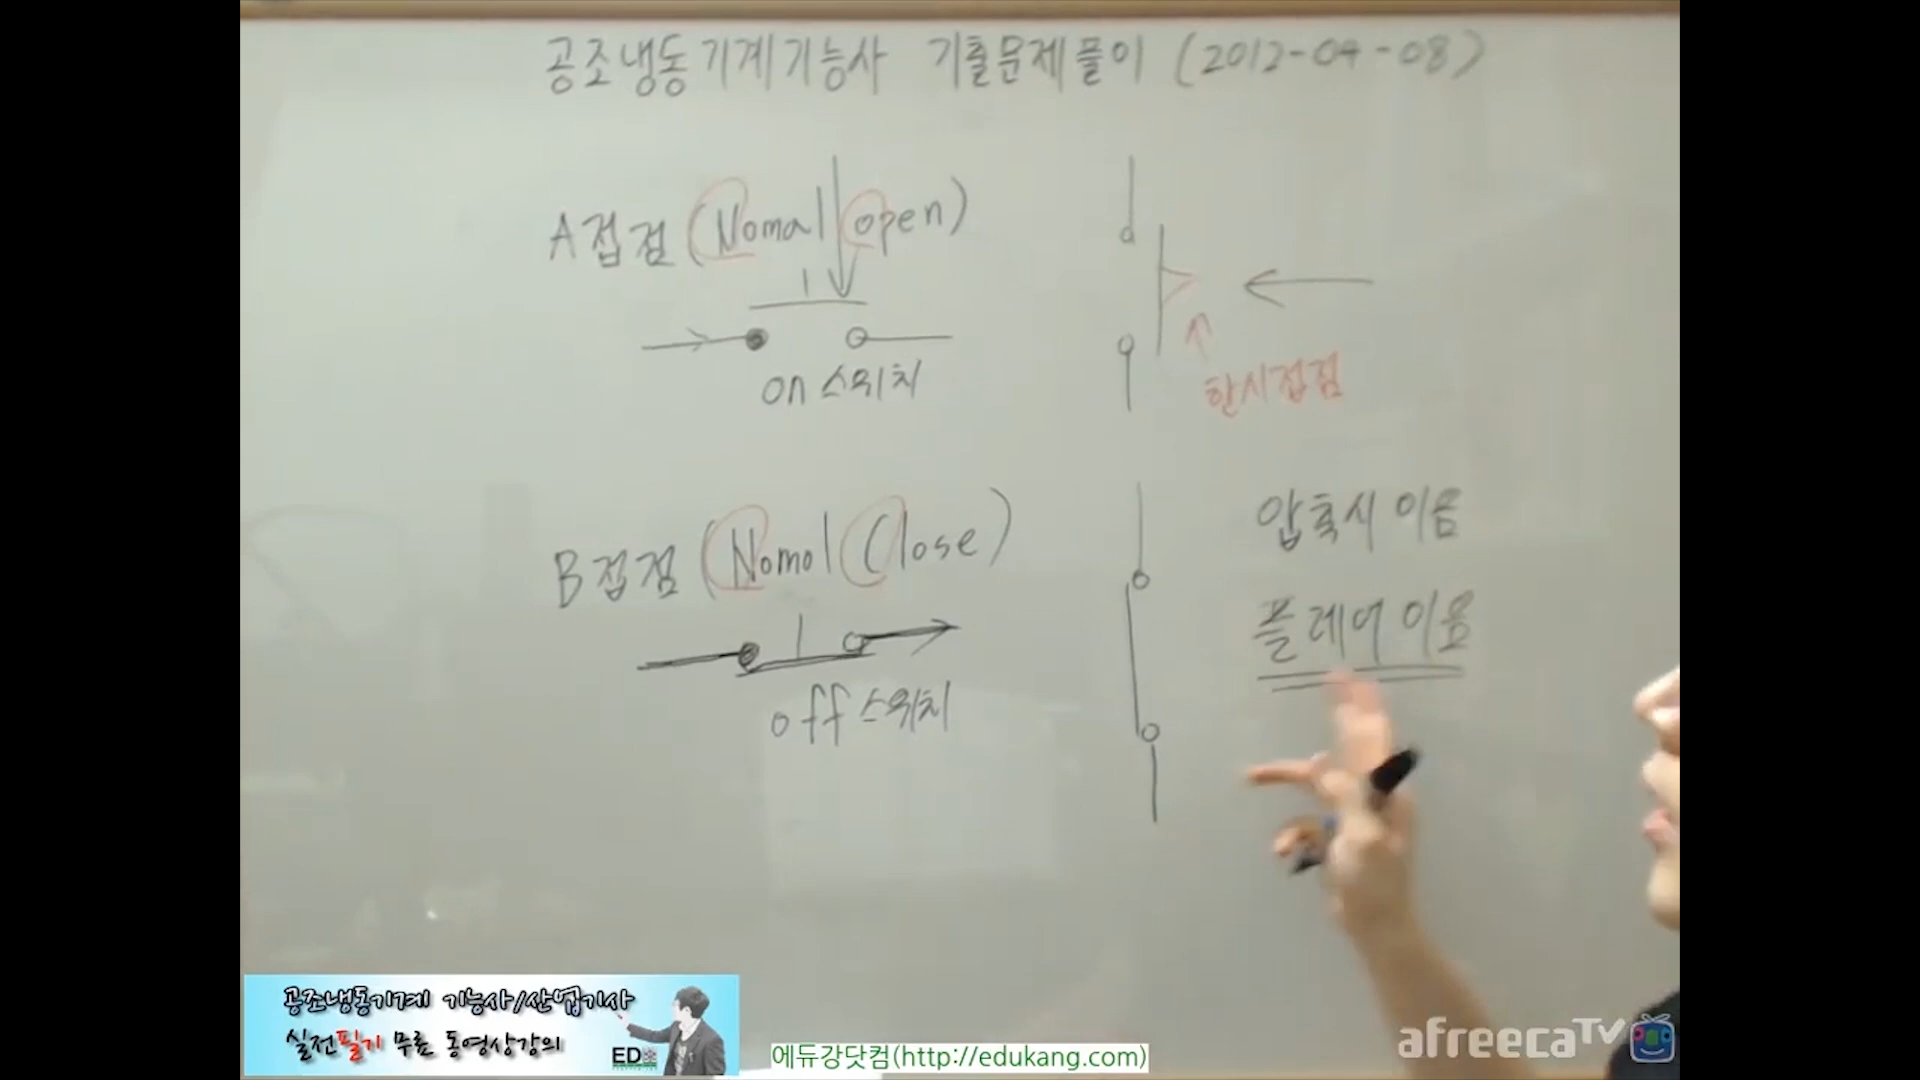 공조냉동기계기능사 기출문제풀이 (2012-04-08)
A접점 (Nomal open)
on 스위치
한시접점
B접점 (Nomal Close)
off 스위치
압축시 이음
플레어 이음
공조냉동기계 기능사/산업기사
실전필기 무료 동영상강의
EDU
에듀강닷컴(http://edukang.com)
afreecaTV